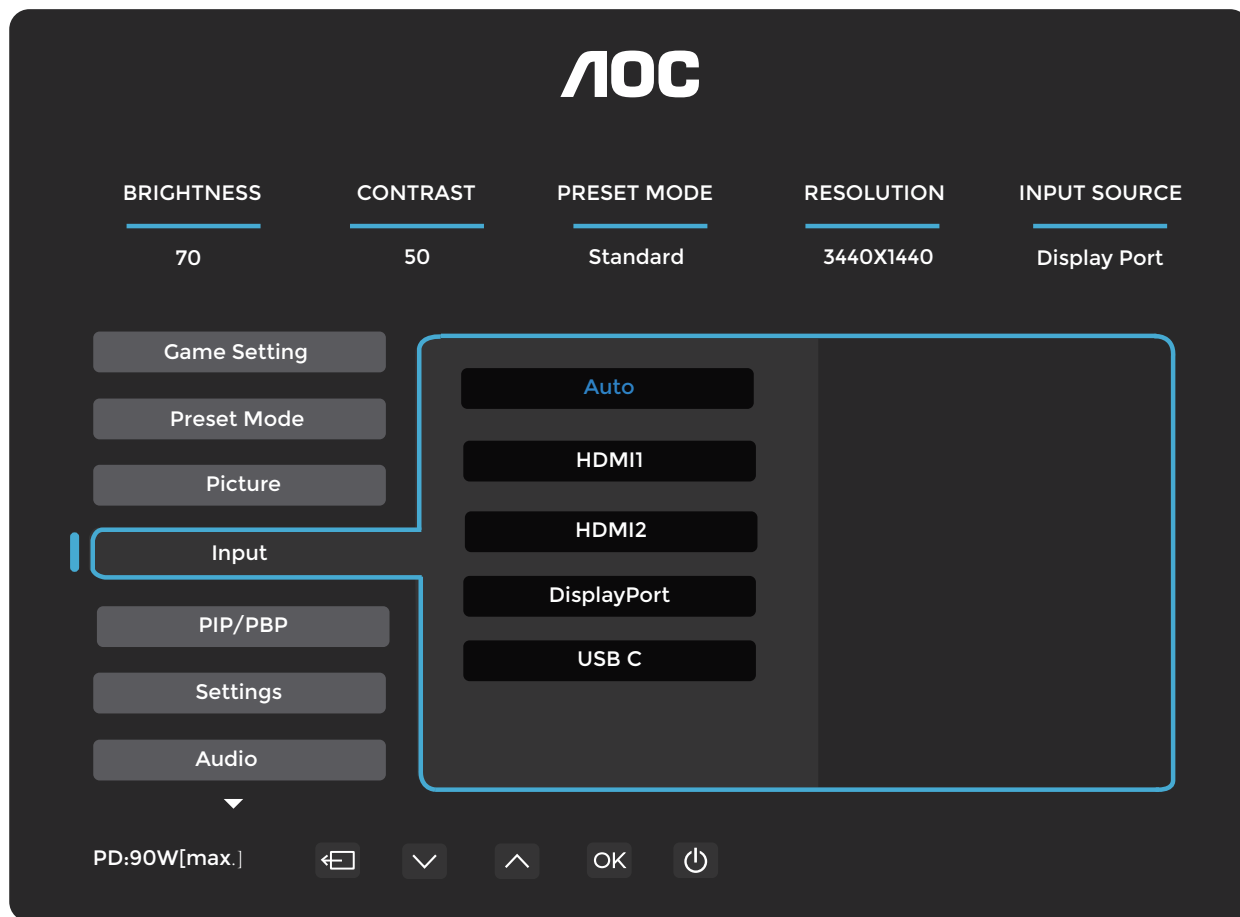 AOC
BRIGHTNESS CONTRAST PRESET MODE RESOLUTION INPUT SOURCE
70 50 Standard 3440X1440 Display Port
Game Setting
Preset Mode
Picture
Input
PIP/PBP
Settings
Audio
Auto
HDMI1
HDMI2
DisplayPort
USB C
PD:90W[max.] OK